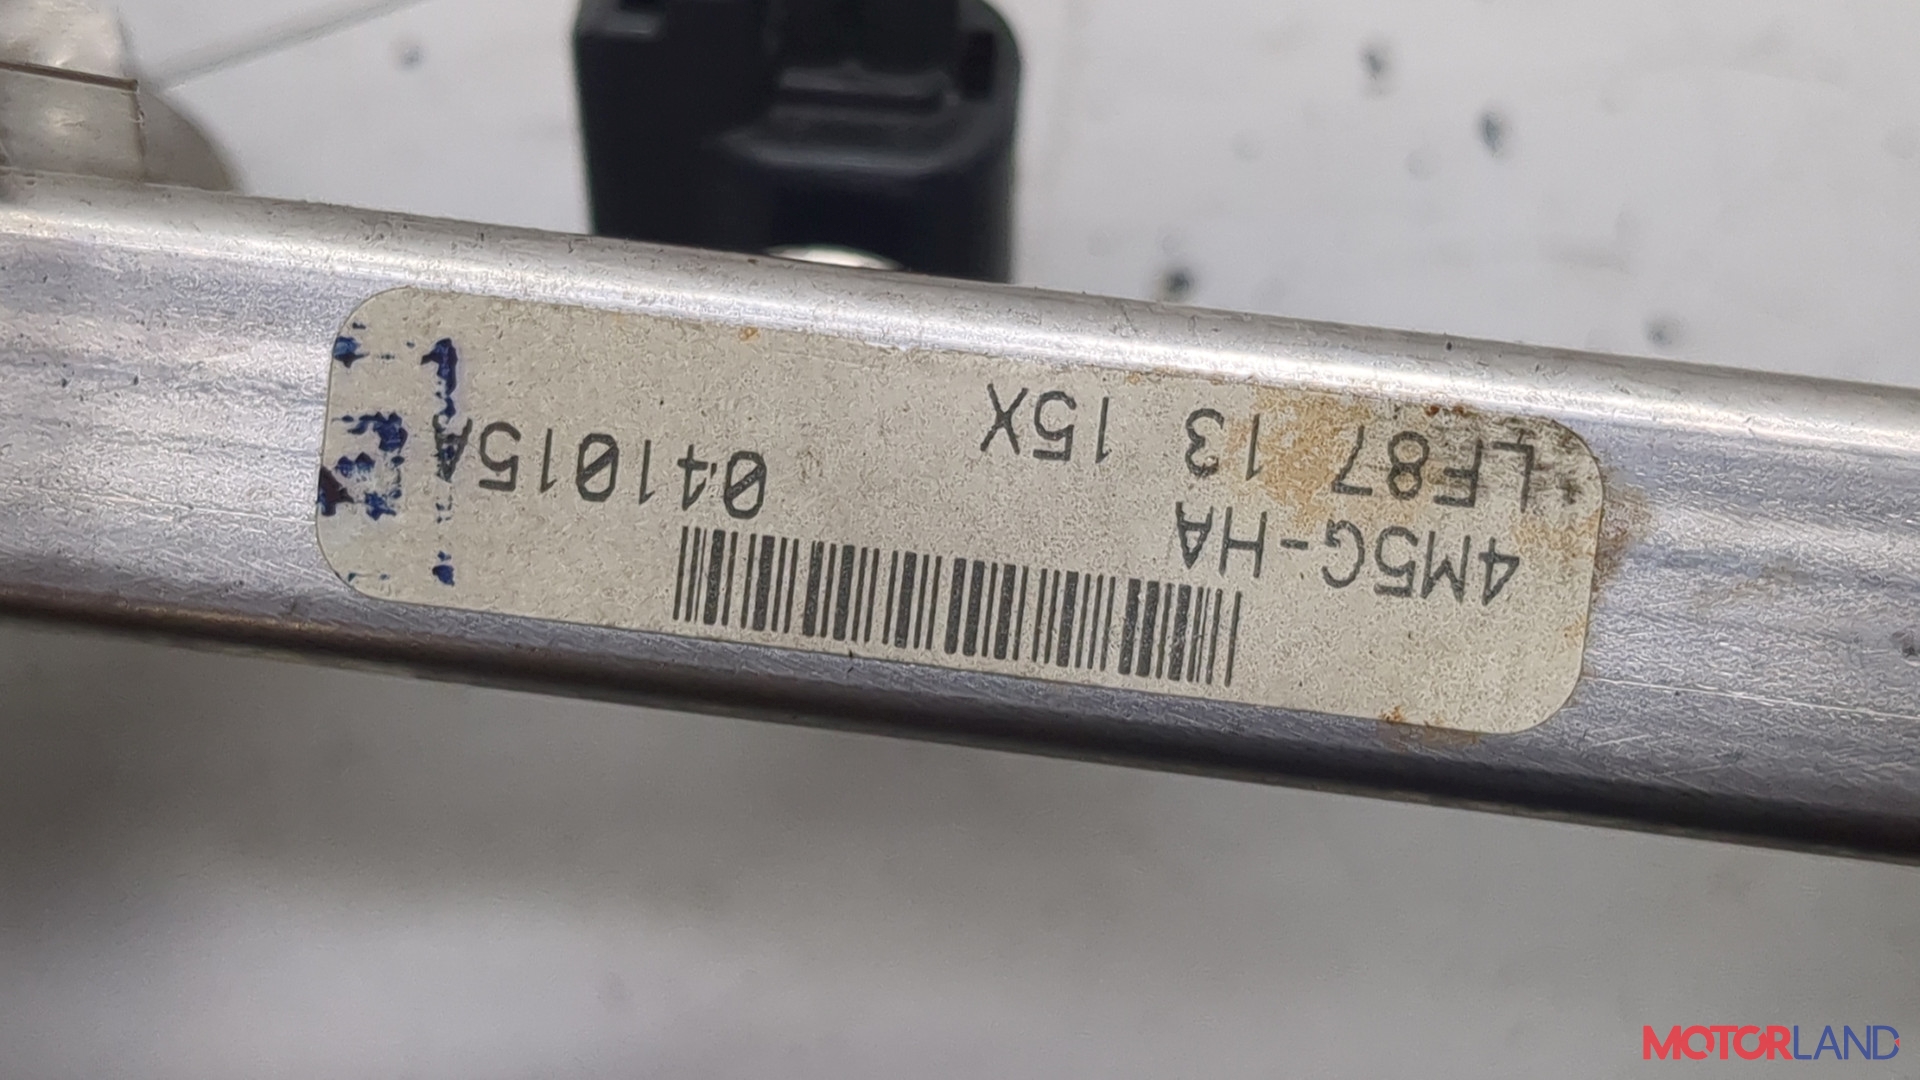 4M5G-HA
LF87 13 15X
041015A
MOTORLAND